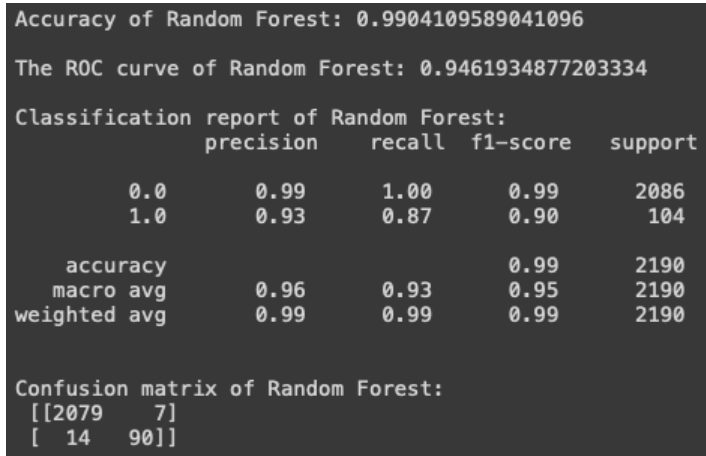 Accuracy of Random Forest: 0.9904109589041096
The ROC curve of Random Forest: 0.9461934877203334
Classification report of Random Forest:
precision recall f1-score support
0.0 0.99 1.00 0.99 2086
1.0 0.93 0.87 0.90 104
accuracy 0.99 2190
macro avg 0.96 0.93 0.95 2190
weighted avg 0.99 0.99 0.99 2190
Confusion matrix of Random Forest:
[[2079 7]
[ 14 90]]